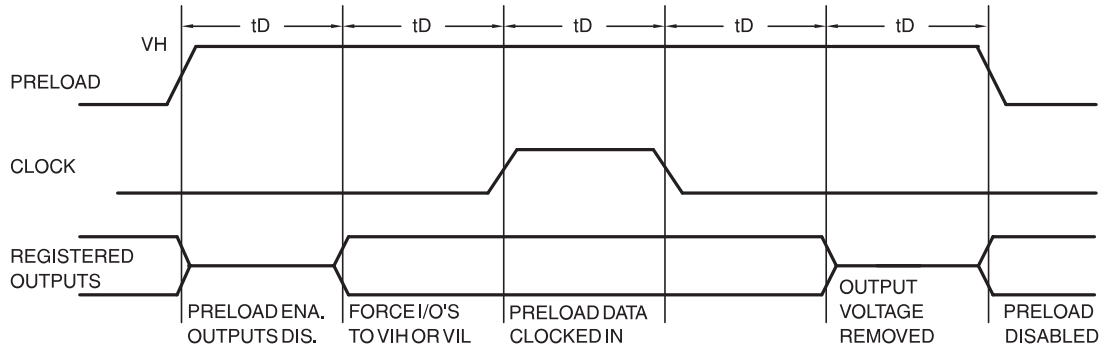 tD tD tD tD tD
VH
PRELOAD
CLOCK
REGISTERED
OUTPUTS
PRELOAD ENA.
OUTPUTS DIS.
FORCE I/O'S
TO VIH OR VIL
PRELOAD DATA
CLOCKED IN
OUTPUT
VOLTAGE
REMOVED
PRELOAD
DISABLED